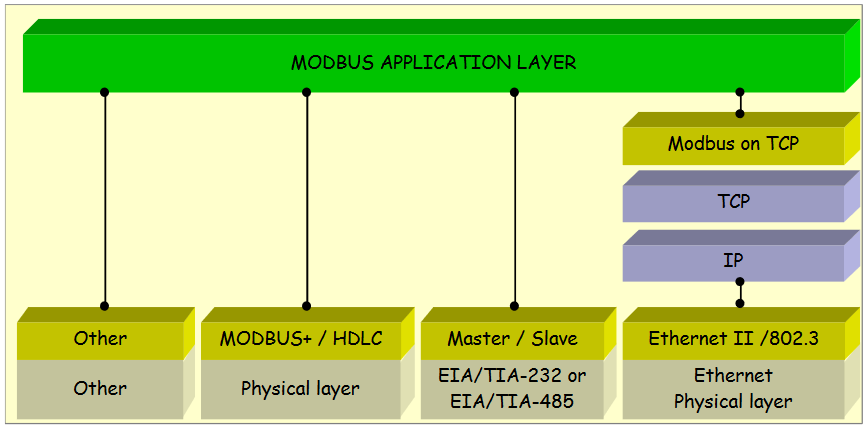 MODBUS APPLICATION LAYER
Modbus on TCP
TCP
IP
Other
MODBUS+ / HDLC
Master / Slave
Ethernet II /802.3
Other
Physical layer
EIA/TIA-232 or
EIA/TIA-485
Ethernet
Physical layer